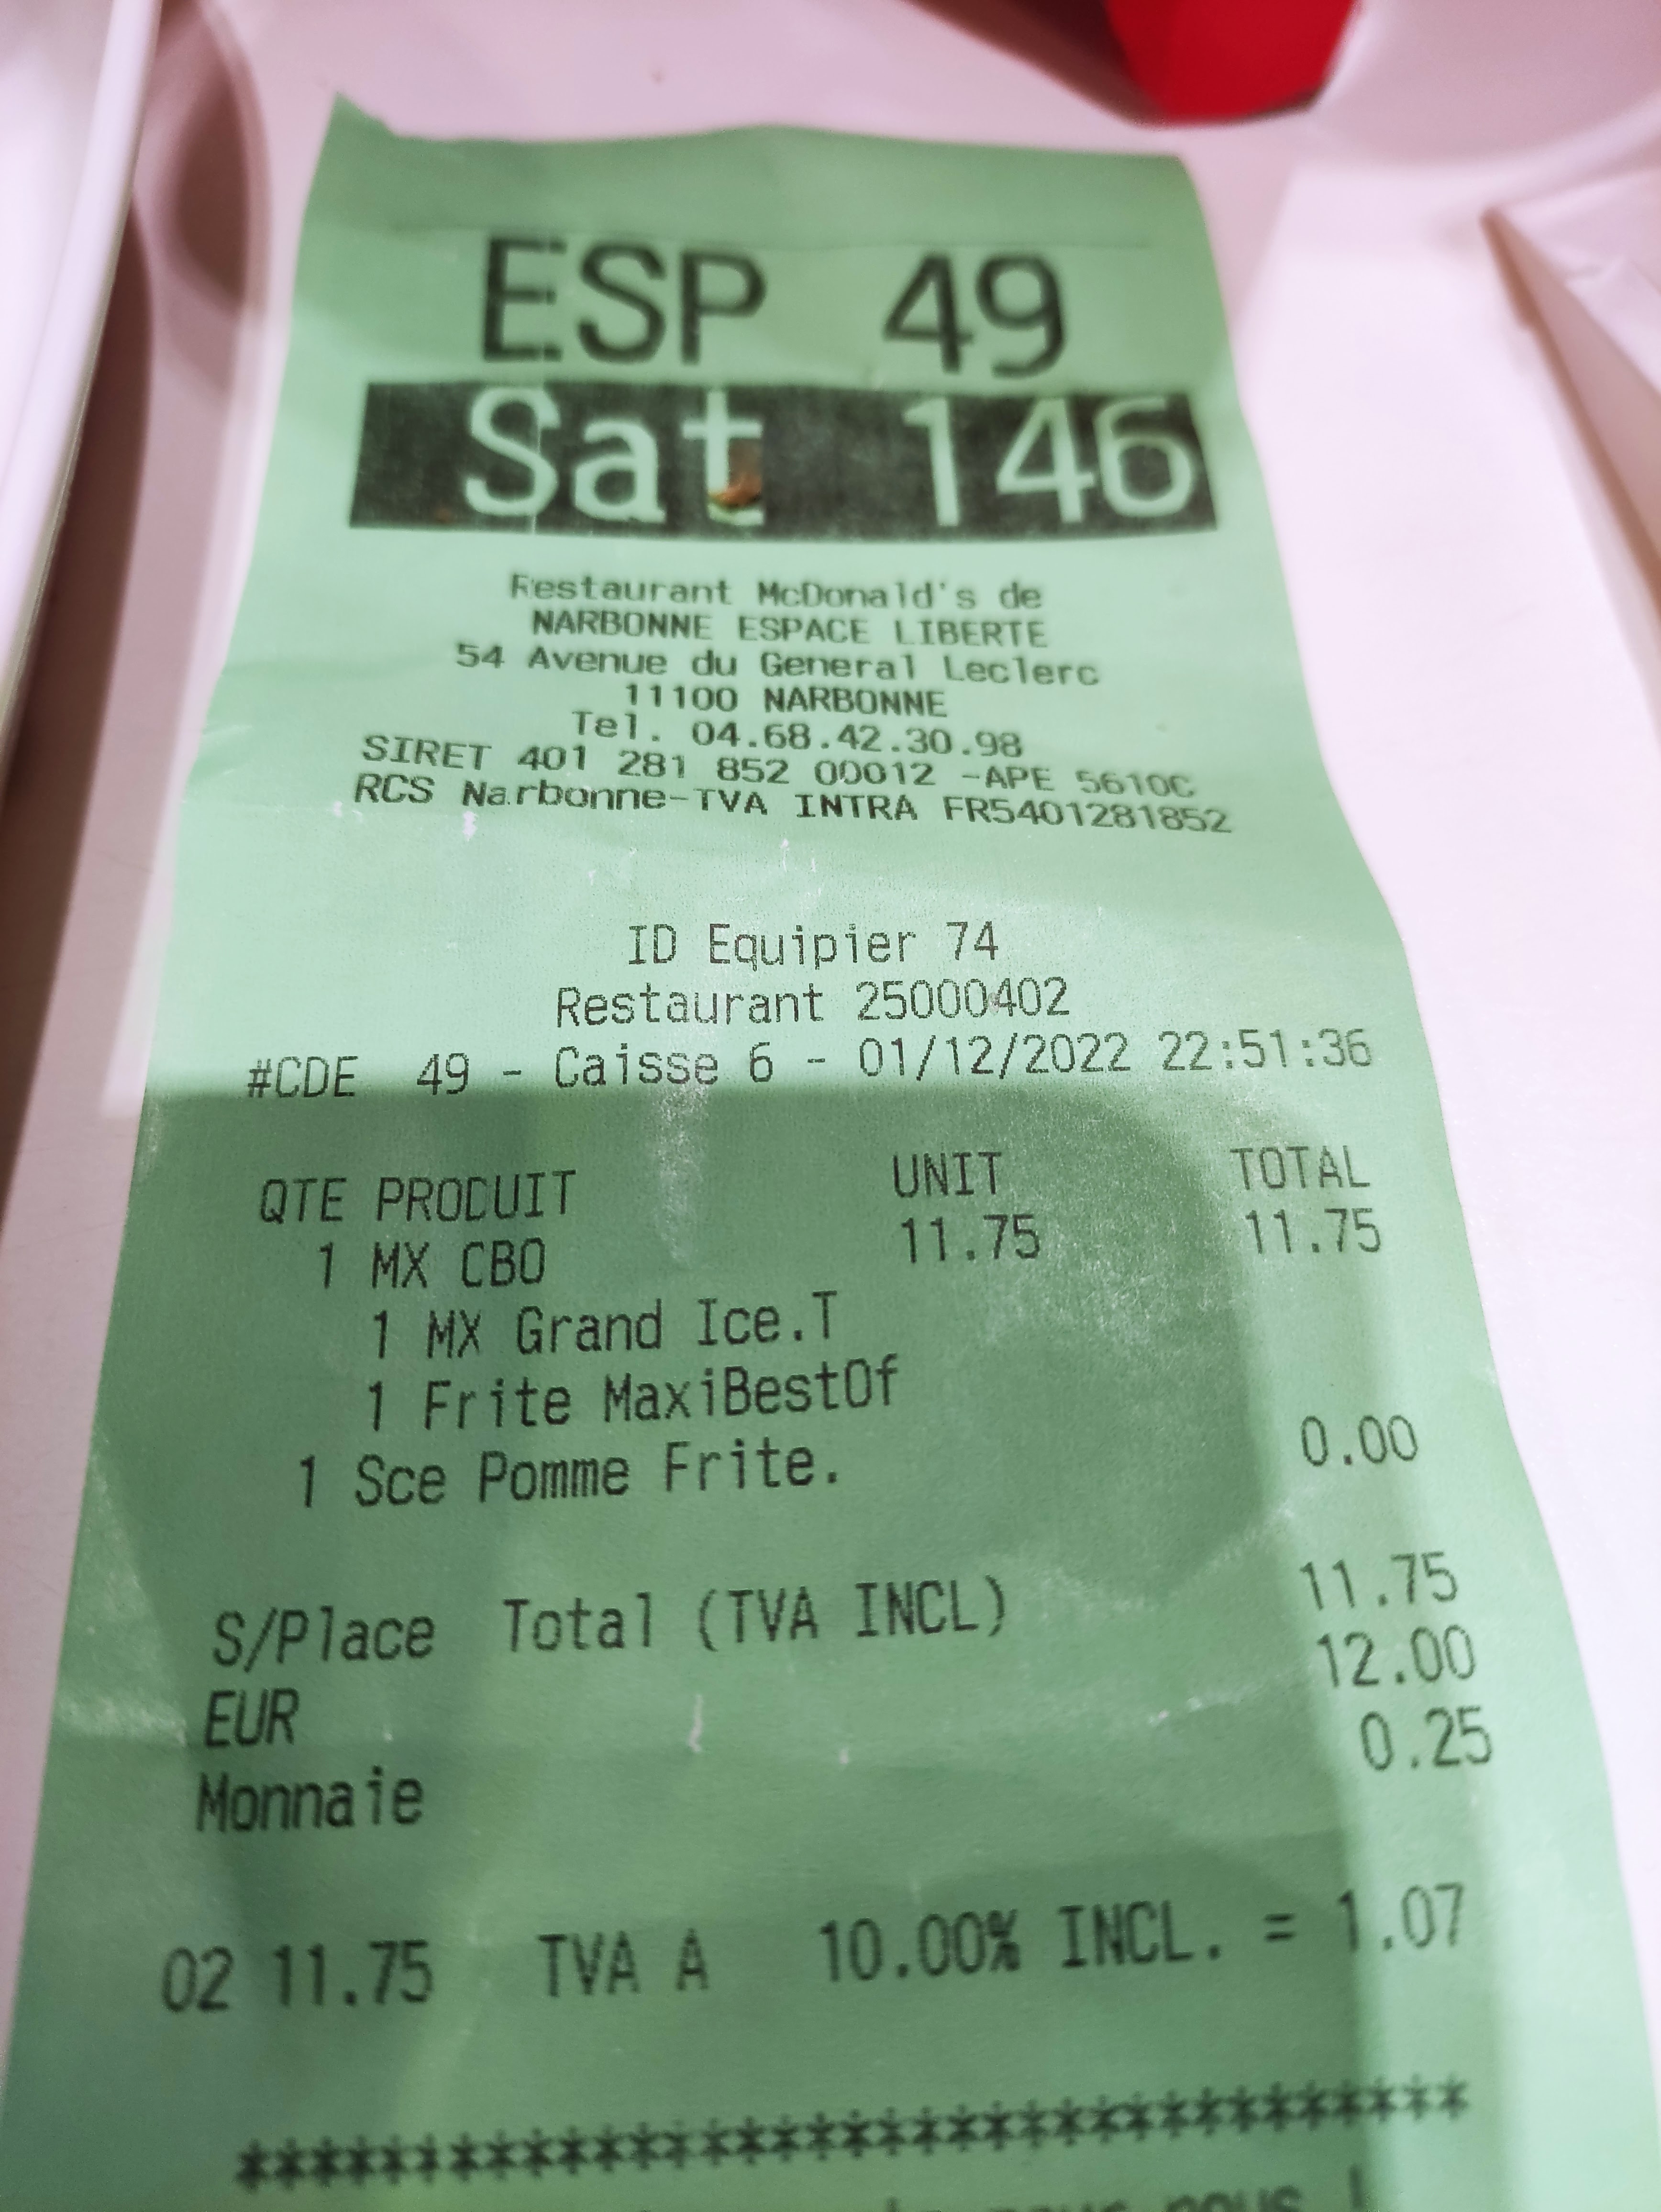 ESP 49
Sat 146
Restaurant McDonald's de
NARBONNE ESPACE LIBERTE
54 Avenue du General Leclerc
11100 NARBONNE
Tel. 04.68.42.30.98
SIRET 401 281 852 00012 -APE 5610C
RCS Narbonne-TVA INTRA FR5401281852
ID Equipier 74
Restaurant 25000402
#CDE 49 - Caisse 6 - 01/12/2022 22:51:36
QTE PRODUIT UNIT TOTAL
1 MX CBO 11.75 11.75
1 MX Grand Ice.T
1 Frite MaxiBestOf
1 Sce Pomme Frite. 0.00
S/Place Total (TVA INCL) 11.75
EUR 12.00
Monnaie 0.25
02 11.75 TVA A 10.00% INCL. = 1.07